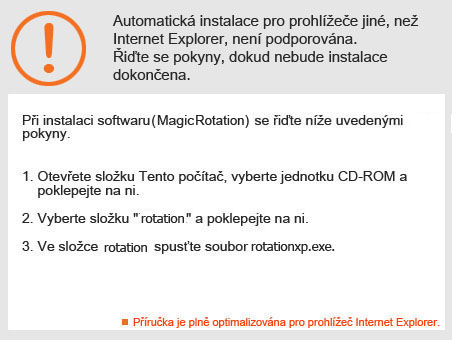 Automatická instalace pro prohlížeče jiné, než
Internet Explorer, není podporována.
Řiďte se pokyny, dokud nebude instalace
dokončena.
Při instalaci softwaru(MagicRotation) se řiďte níže uvedenými
pokyny.
1. Otevřete složku Tento počítač, vyberte jednotku CD-ROM a
poklepejte na ni.
2. Vyberte složku "rotation" a poklepejte na ni.
3. Ve složce rotation spusťte soubor rotationxp.exe.
Příručka je plně optimalizována pro prohlížeč Internet Explorer.